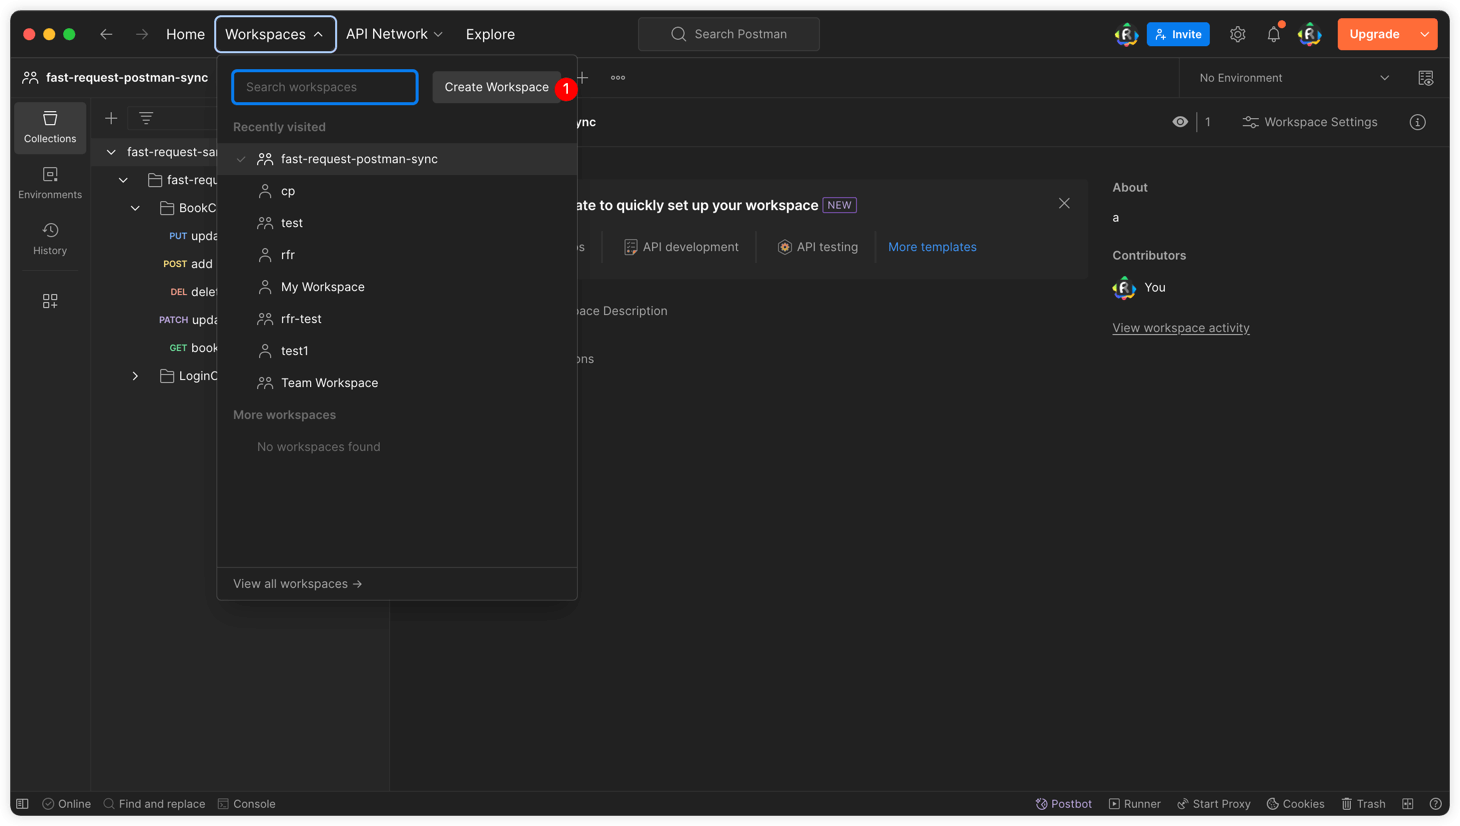 Home
Workspaces
API Network
Explore
Search Postman
Invite
Upgrade
fast-request-postman-sync
Search workspaces
Create Workspace
1
No Environment
Collections
ync
1
Workspace Settings
Recently visited
fast-request-postman-sync
cp
test
rfr
My Workspace
rfr-test
test1
Team Workspace
More workspaces
No workspaces found
View all workspaces →
fast-request-sa
fast-requ
BookC
PUT upda
POST add
DEL dele
PATCH upda
GET book
LoginC
Environments
History
ate to quickly set up your workspace NEW
s
API development
API testing
More templates
ace Description
ons
About
a
Contributors
You
View workspace activity
Online
Find and replace
Console
Postbot
Runner
Start Proxy
Cookies
Trash